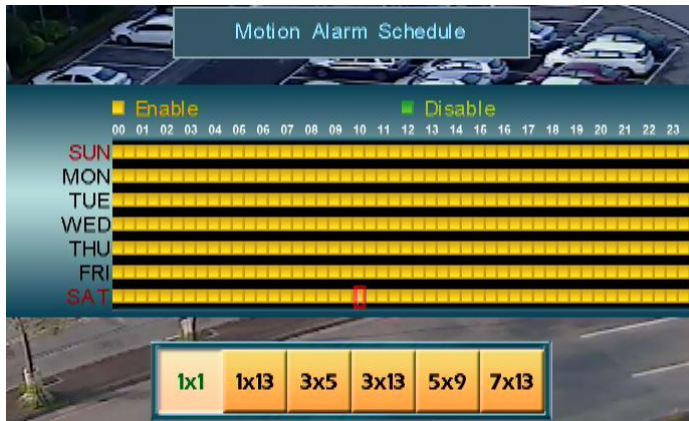 Motion Alarm Schedule
Enable Disable
00 01 02 03 04 05 06 07 08 09 10 11 12 13 14 15 16 17 18 19 20 21 22 23
SUN
MON
TUE
WED
THU
FRI
SAT
1x1 1x13 3x5 3x13 5x9 7x13